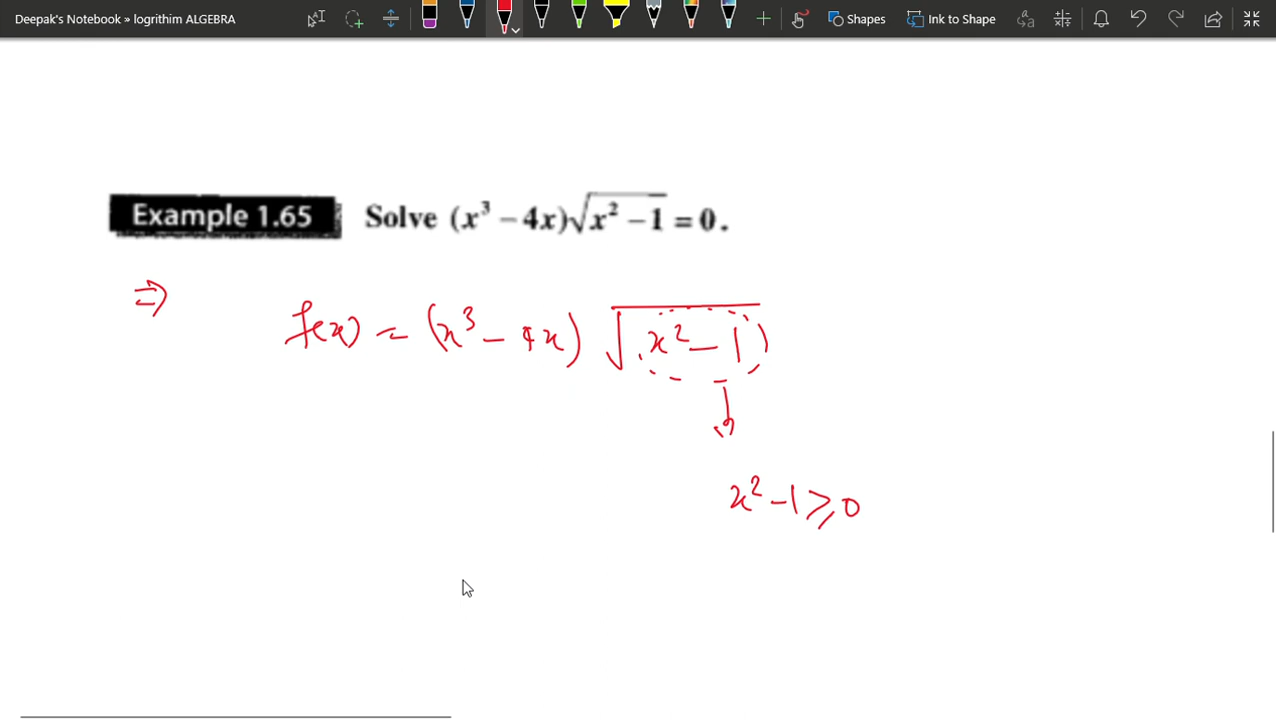 Deepak's Notebook » logrithim ALGEBRA
Shapes
Ink to Shape
Example 1.65 Solve (x³ – 4x)√(x² – 1) = 0.
⇒ f(x) = (x³ – 4x) √(x² – 1)
x² – 1 ≥ 0